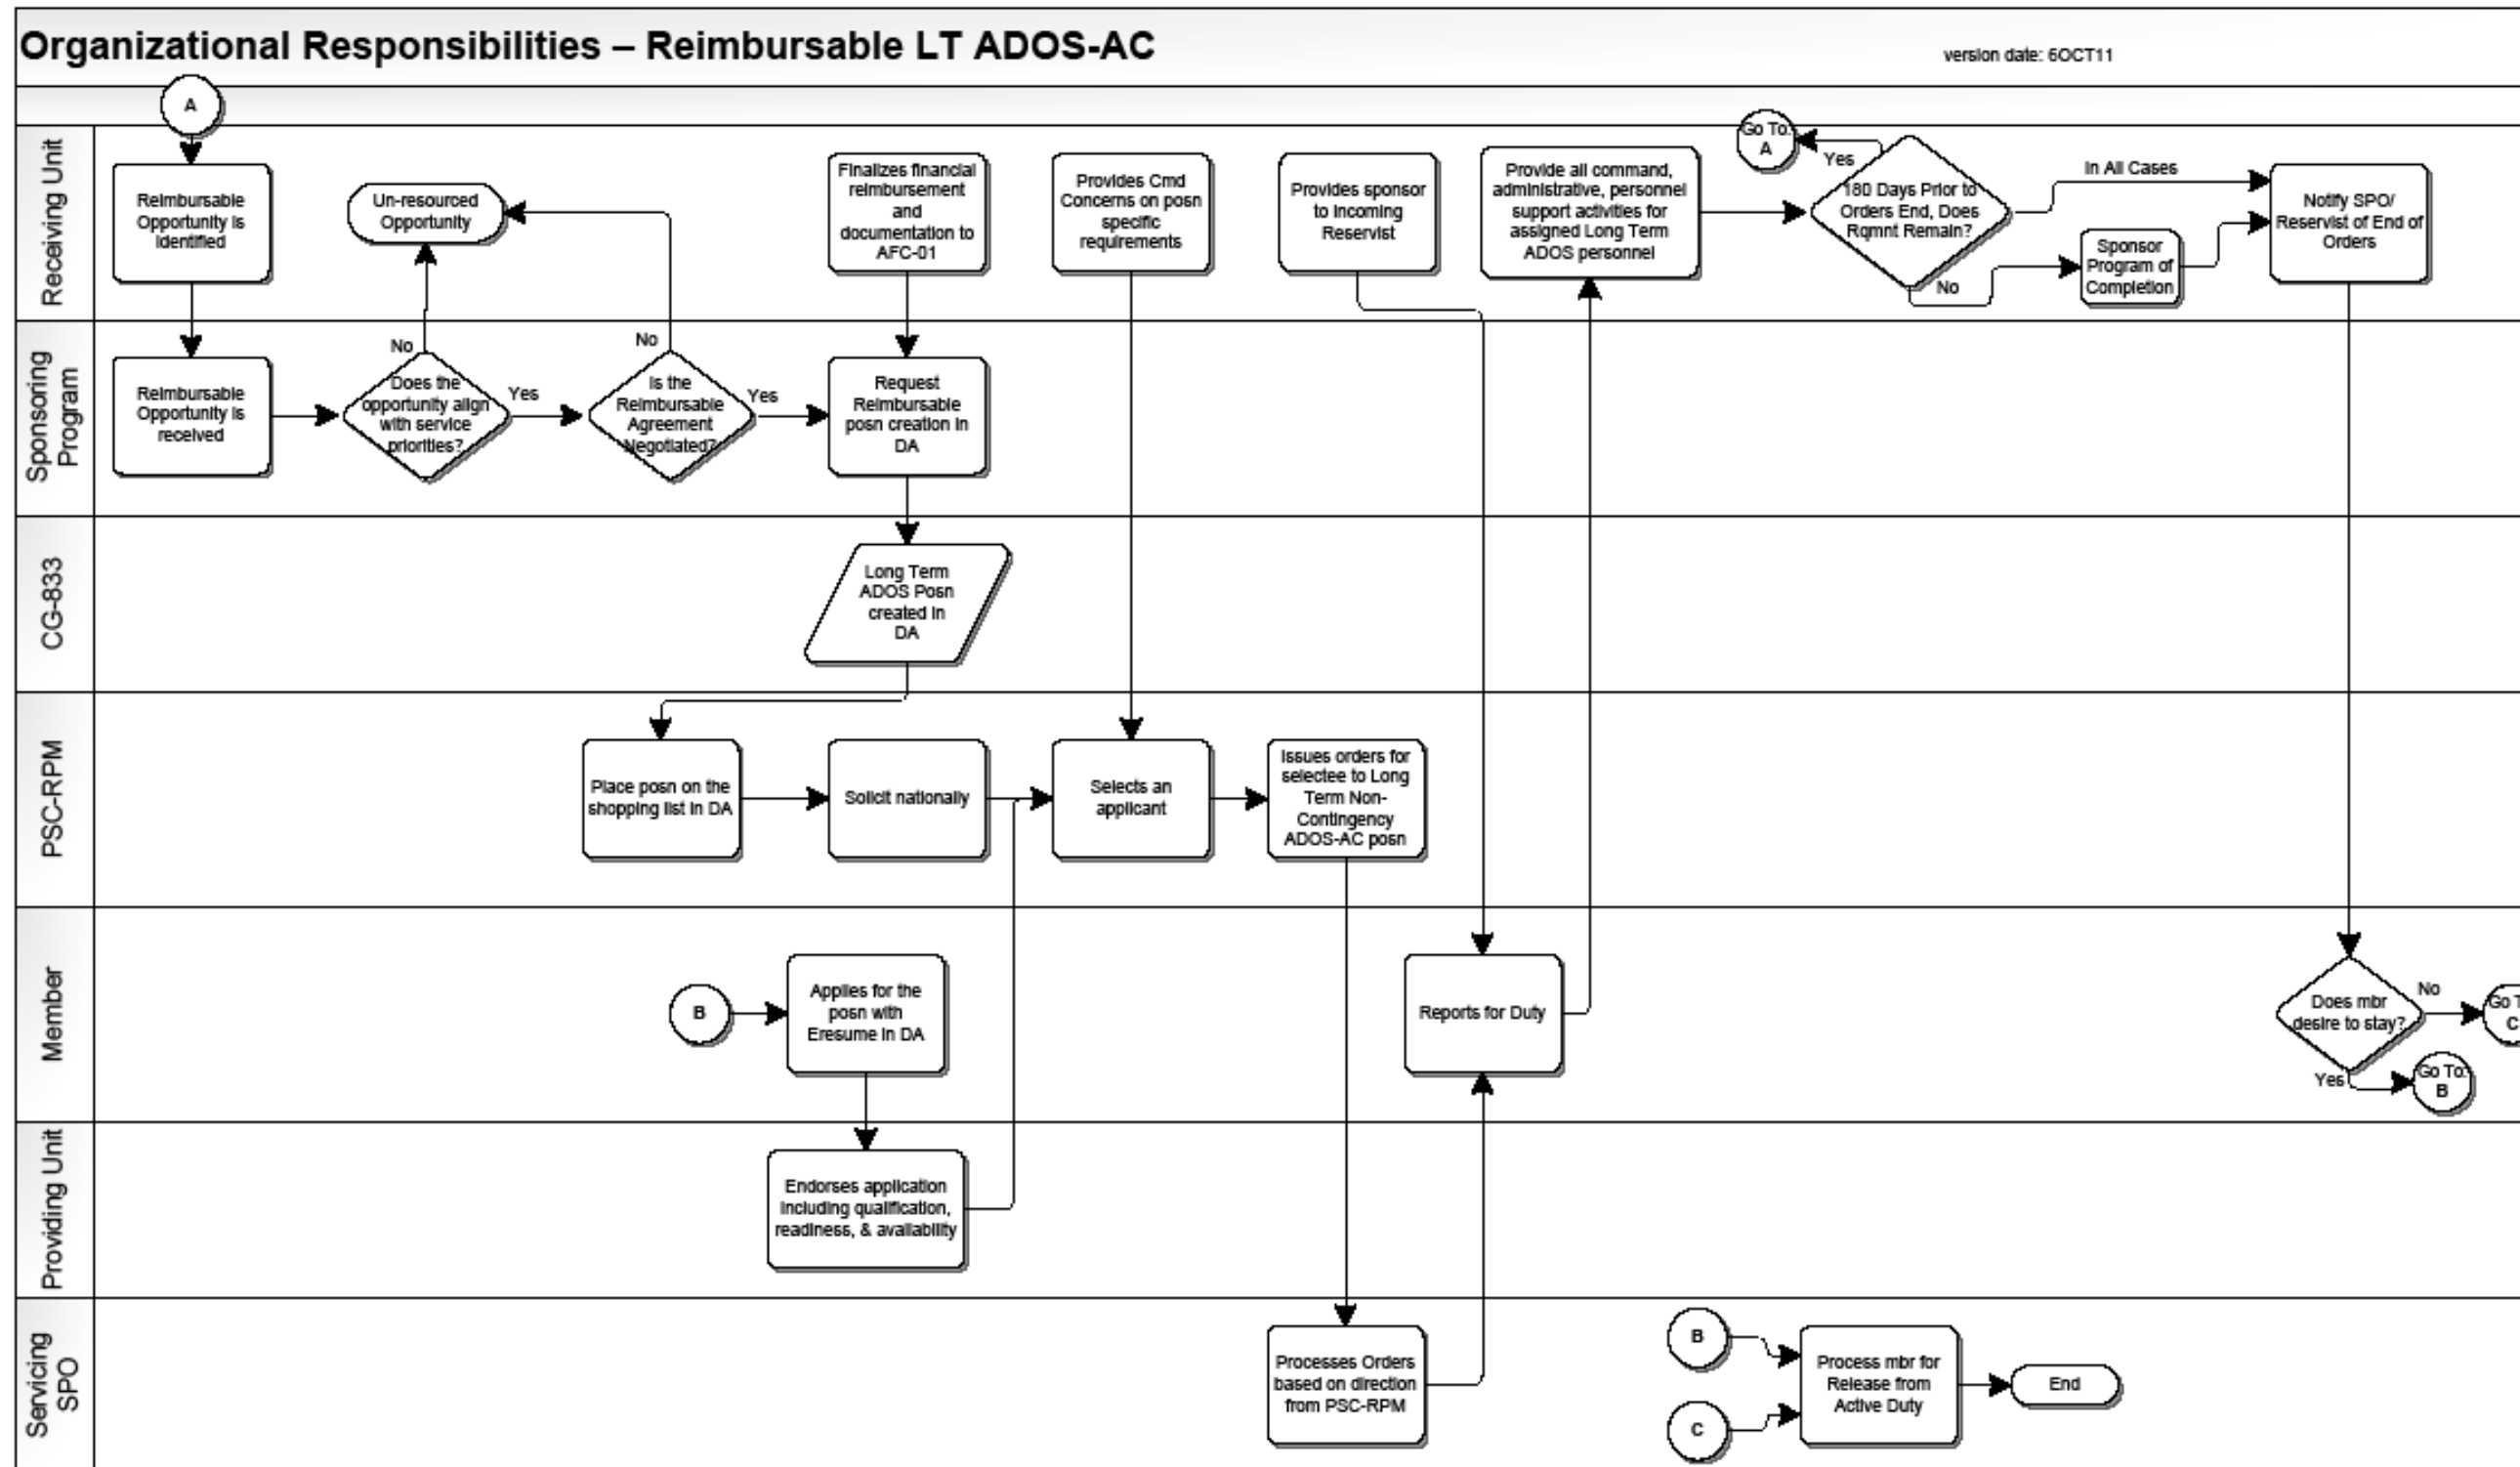 Organizational Responsibilities – Reimbursable LT ADOS-AC
version date: 6OCT11
A
Receiving Unit
Reimbursable
Opportunity is
identified
Un-resourced
Opportunity
Finalizes financial
reimbursement
and
documentation to
AFC-01
Provides Cmd
Concerns on posn
specific
requirements
Provides sponsor
to Incoming
Reservist
Provide all command,
administrative, personnel
support activities for
assigned Long Term
ADOS personnel
Go To:
A
Yes
180 Days Prior to
Orders End, Does
Rqmnt Remain?
No
In All Cases
Sponsor
Program of
Completion
Notify SPO/
Reservist of End of
Orders
Sponsoring
Program
Reimbursable
Opportunity is
received
No
Does the
opportunity align
with service
priorities?
Yes
No
Is the
Reimbursable
Agreement
Negotiated?
Yes
Request
Reimbursable
posn creation in
DA
CG-833
Long Term
ADOS Posn
created in
DA
PSC-RPM
Place posn on the
shopping list in DA
Solicit nationally
Selects an
applicant
Issues orders for
selectee to Long
Term Non-
Contingency
ADOS-AC posn
Member
B
Applies for the
posn with
Eresume in DA
Reports for Duty
Does mbr
desire to stay?
No
Go T
C
Yes
Go To:
B
Providing Unit
Endorses application
including qualification,
readiness, & availability
Servicing
SPO
Processes Orders
based on direction
from PSC-RPM
B
C
Process mbr for
Release from
Active Duty
End